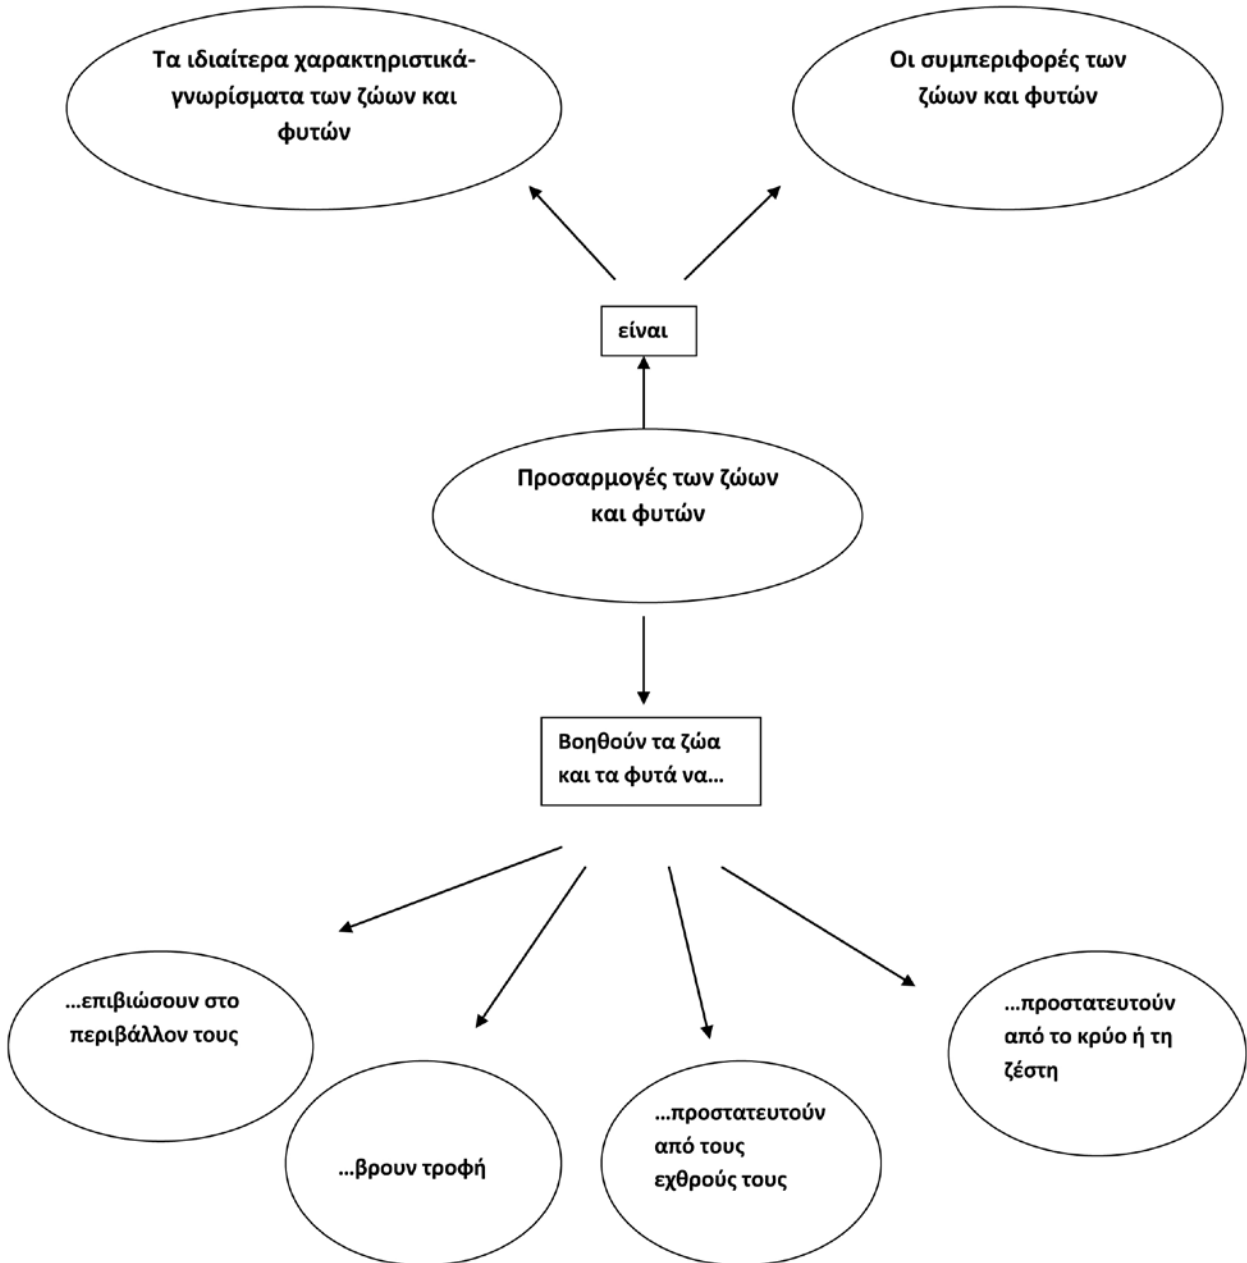 Τα ιδιαίτερα χαρακτηριστικά-
γνωρίσματα των ζώων και
φυτών
Οι συμπεριφορές των
ζώων και φυτών
είναι
Προσαρμογές των ζώων
και φυτών
Βοηθούν τα ζώα
και τα φυτά να...
...επιβιώσουν στο
περιβάλλον τους
...βρουν τροφή
...προστατευτούν
από τους
εχθρούς τους
...προστατευτούν
από το κρύο ή τη
ζέστη